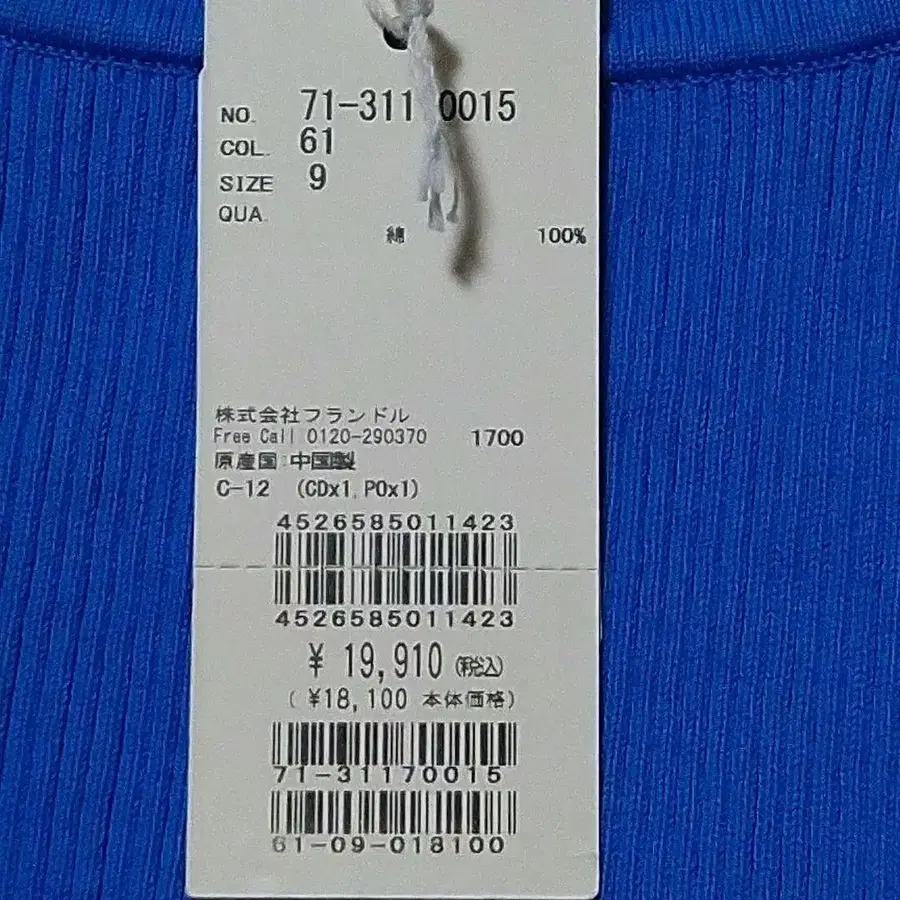 NO. 71-311 0015
COL. 61
SIZE 9
QUA.
綿 100%
株式会社フランドル
Free Call 0120-290370 1700
原産国:中国製
C-12 (CDx1,POx1)
4526585011423
4526585011423
¥ 19,910 (税込)
(¥18,100 本体価格)
71-31170015
61-09-018100